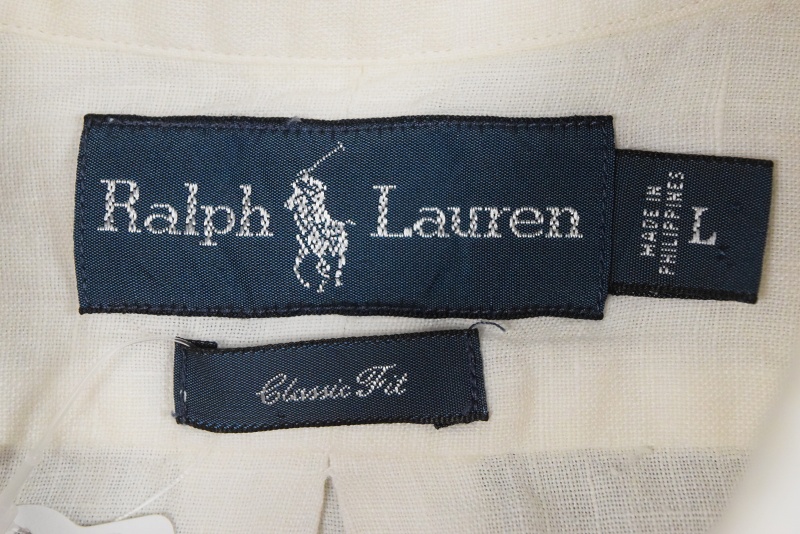 Ralph Lauren
MADE IN
PHILIPPINES
L
Classic Fit